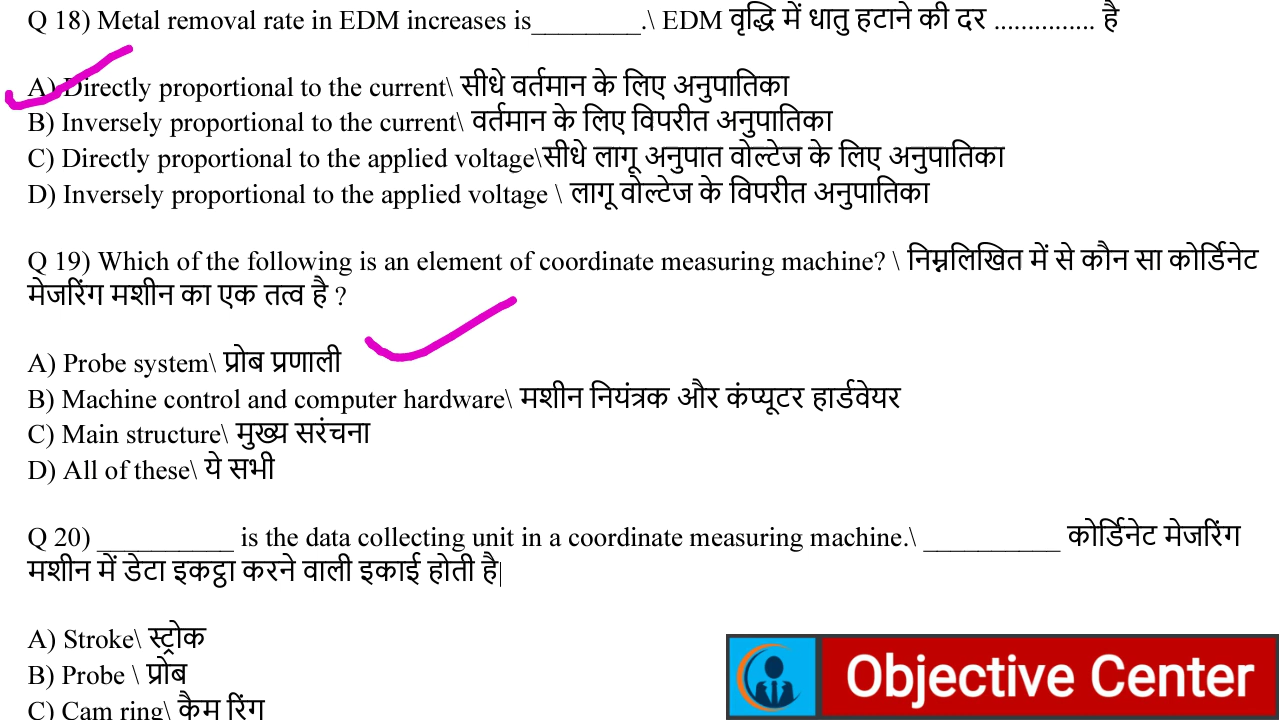 Q 18) Metal removal rate in EDM increases is________.\ EDM वृद्धि में धातु हटाने की दर ............... है
A) Directly proportional to the current\ सीधे वर्तमान के लिए अनुपातिका
B) Inversely proportional to the current\ वर्तमान के लिए विपरीत अनुपातिका
C) Directly proportional to the applied voltage\सीधे लागू अनुपात वोल्टेज के लिए अनुपातिका
D) Inversely proportional to the applied voltage \ लागू वोल्टेज के विपरीत अनुपातिका
Q 19) Which of the following is an element of coordinate measuring machine? \ निम्नलिखित में से कौन सा कोर्डिनेट
मेजरिंग मशीन का एक तत्व है ?
A) Probe system\ प्रोब प्रणाली
B) Machine control and computer hardware\ मशीन नियंत्रक और कंप्यूटर हार्डवेयर
C) Main structure\ मुख्य सरंचना
D) All of these\ ये सभी
Q 20) __________ is the data collecting unit in a coordinate measuring machine.\ __________ कोर्डिनेट मेजरिंग
मशीन में डेटा इकट्ठा करने वाली इकाई होती है|
A) Stroke\ स्ट्रोक
B) Probe \ प्रोब
C) Cam ring\ कैम रिंग
Objective Center